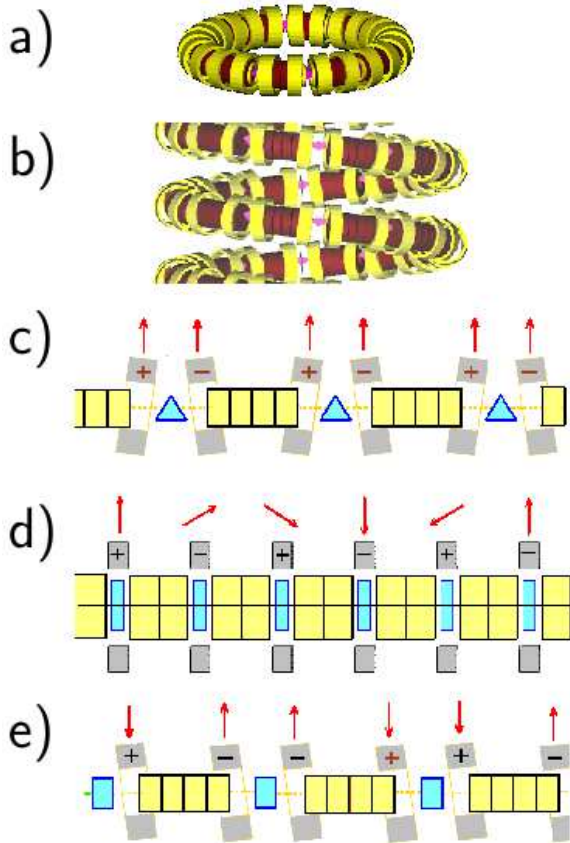 a)
b)
c)
+ − + − + −
d)
+ − + − + −
e)
+ − − + + −